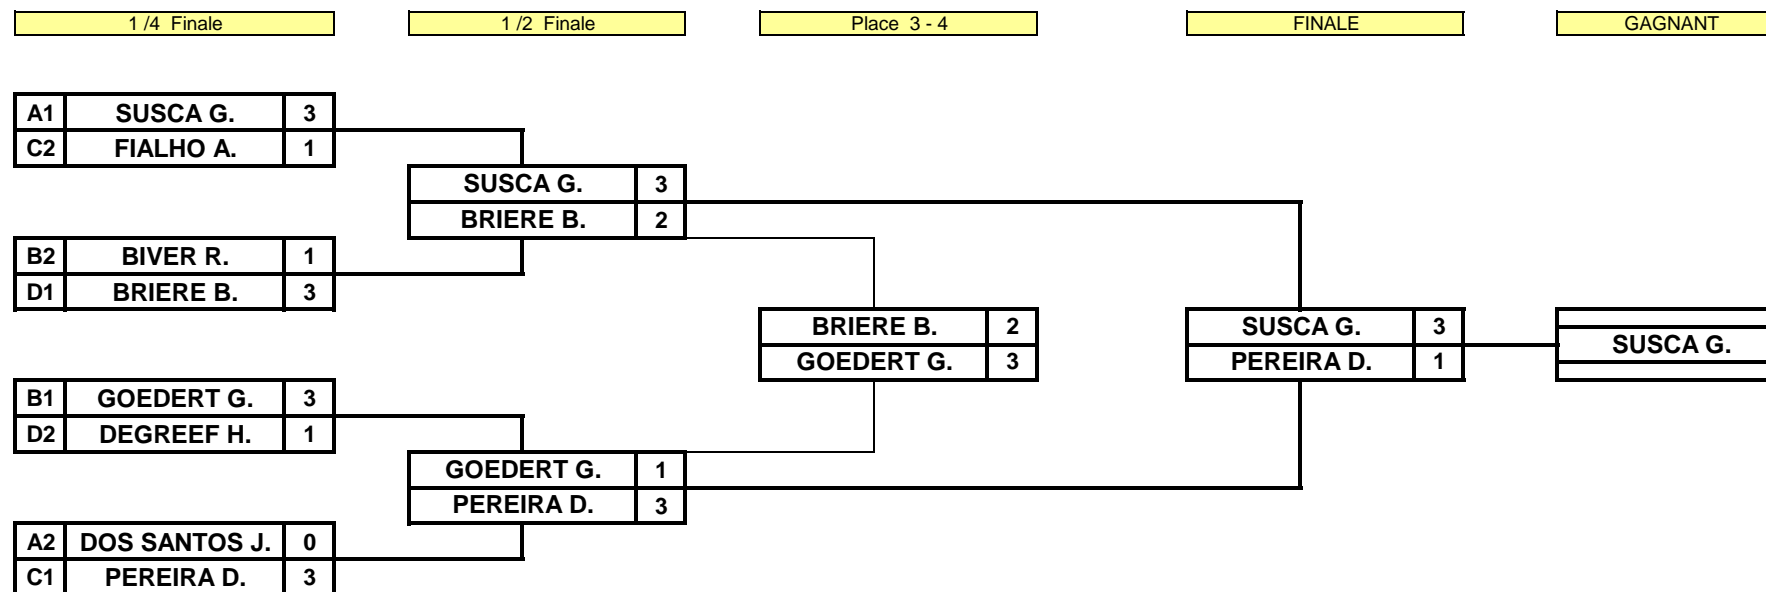 1 /4 Finale
1 /2 Finale
Place 3 - 4
FINALE
GAGNANT
A1 SUSCA G. 3
C2 FIALHO A. 1
SUSCA G. 3
BRIERE B. 2
B2 BIVER R. 1
D1 BRIERE B. 3
BRIERE B. 2
GOEDERT G. 3
SUSCA G. 3
PEREIRA D. 1
SUSCA G.
B1 GOEDERT G. 3
D2 DEGREEF H. 1
GOEDERT G. 1
PEREIRA D. 3
A2 DOS SANTOS J. 0
C1 PEREIRA D. 3